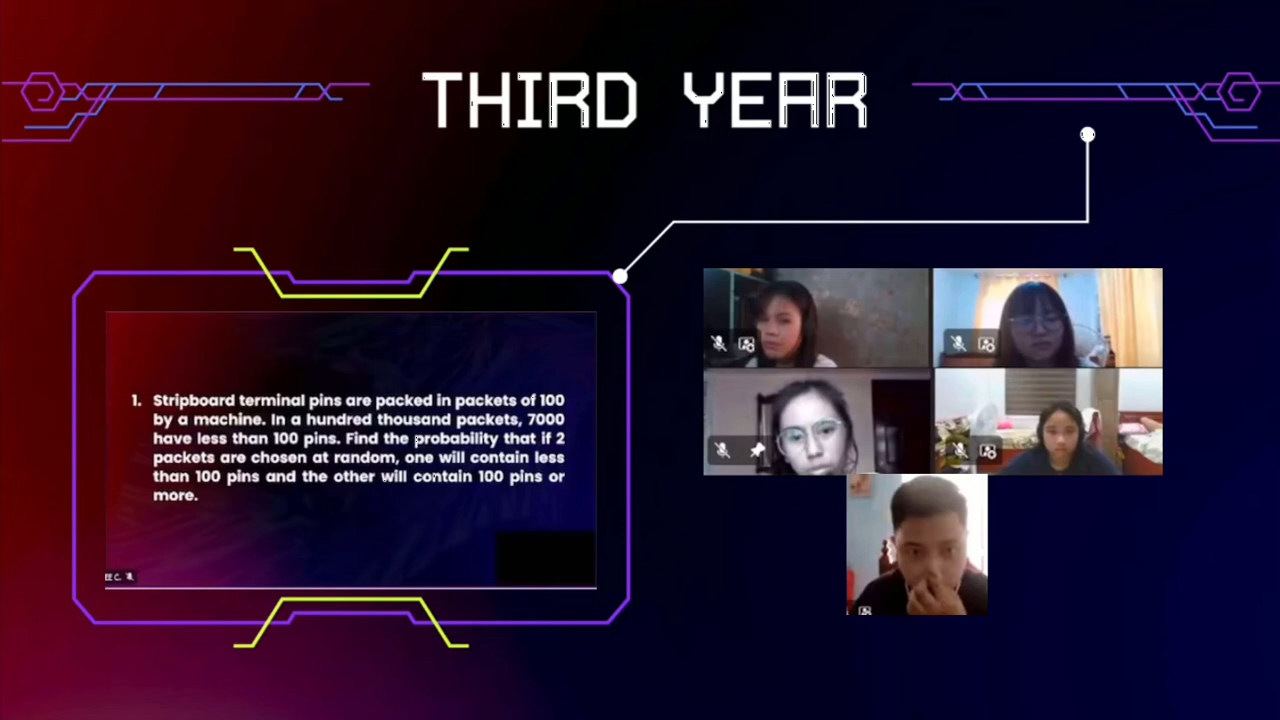 THIRD YEAR
1. Stripboard terminal pins are packed in packets of 100
by a machine. In a hundred thousand packets, 7000
have less than 100 pins. Find the probability that if 2
packets are chosen at random, one will contain less
than 100 pins and the other will contain 100 pins or
more.
EE C.